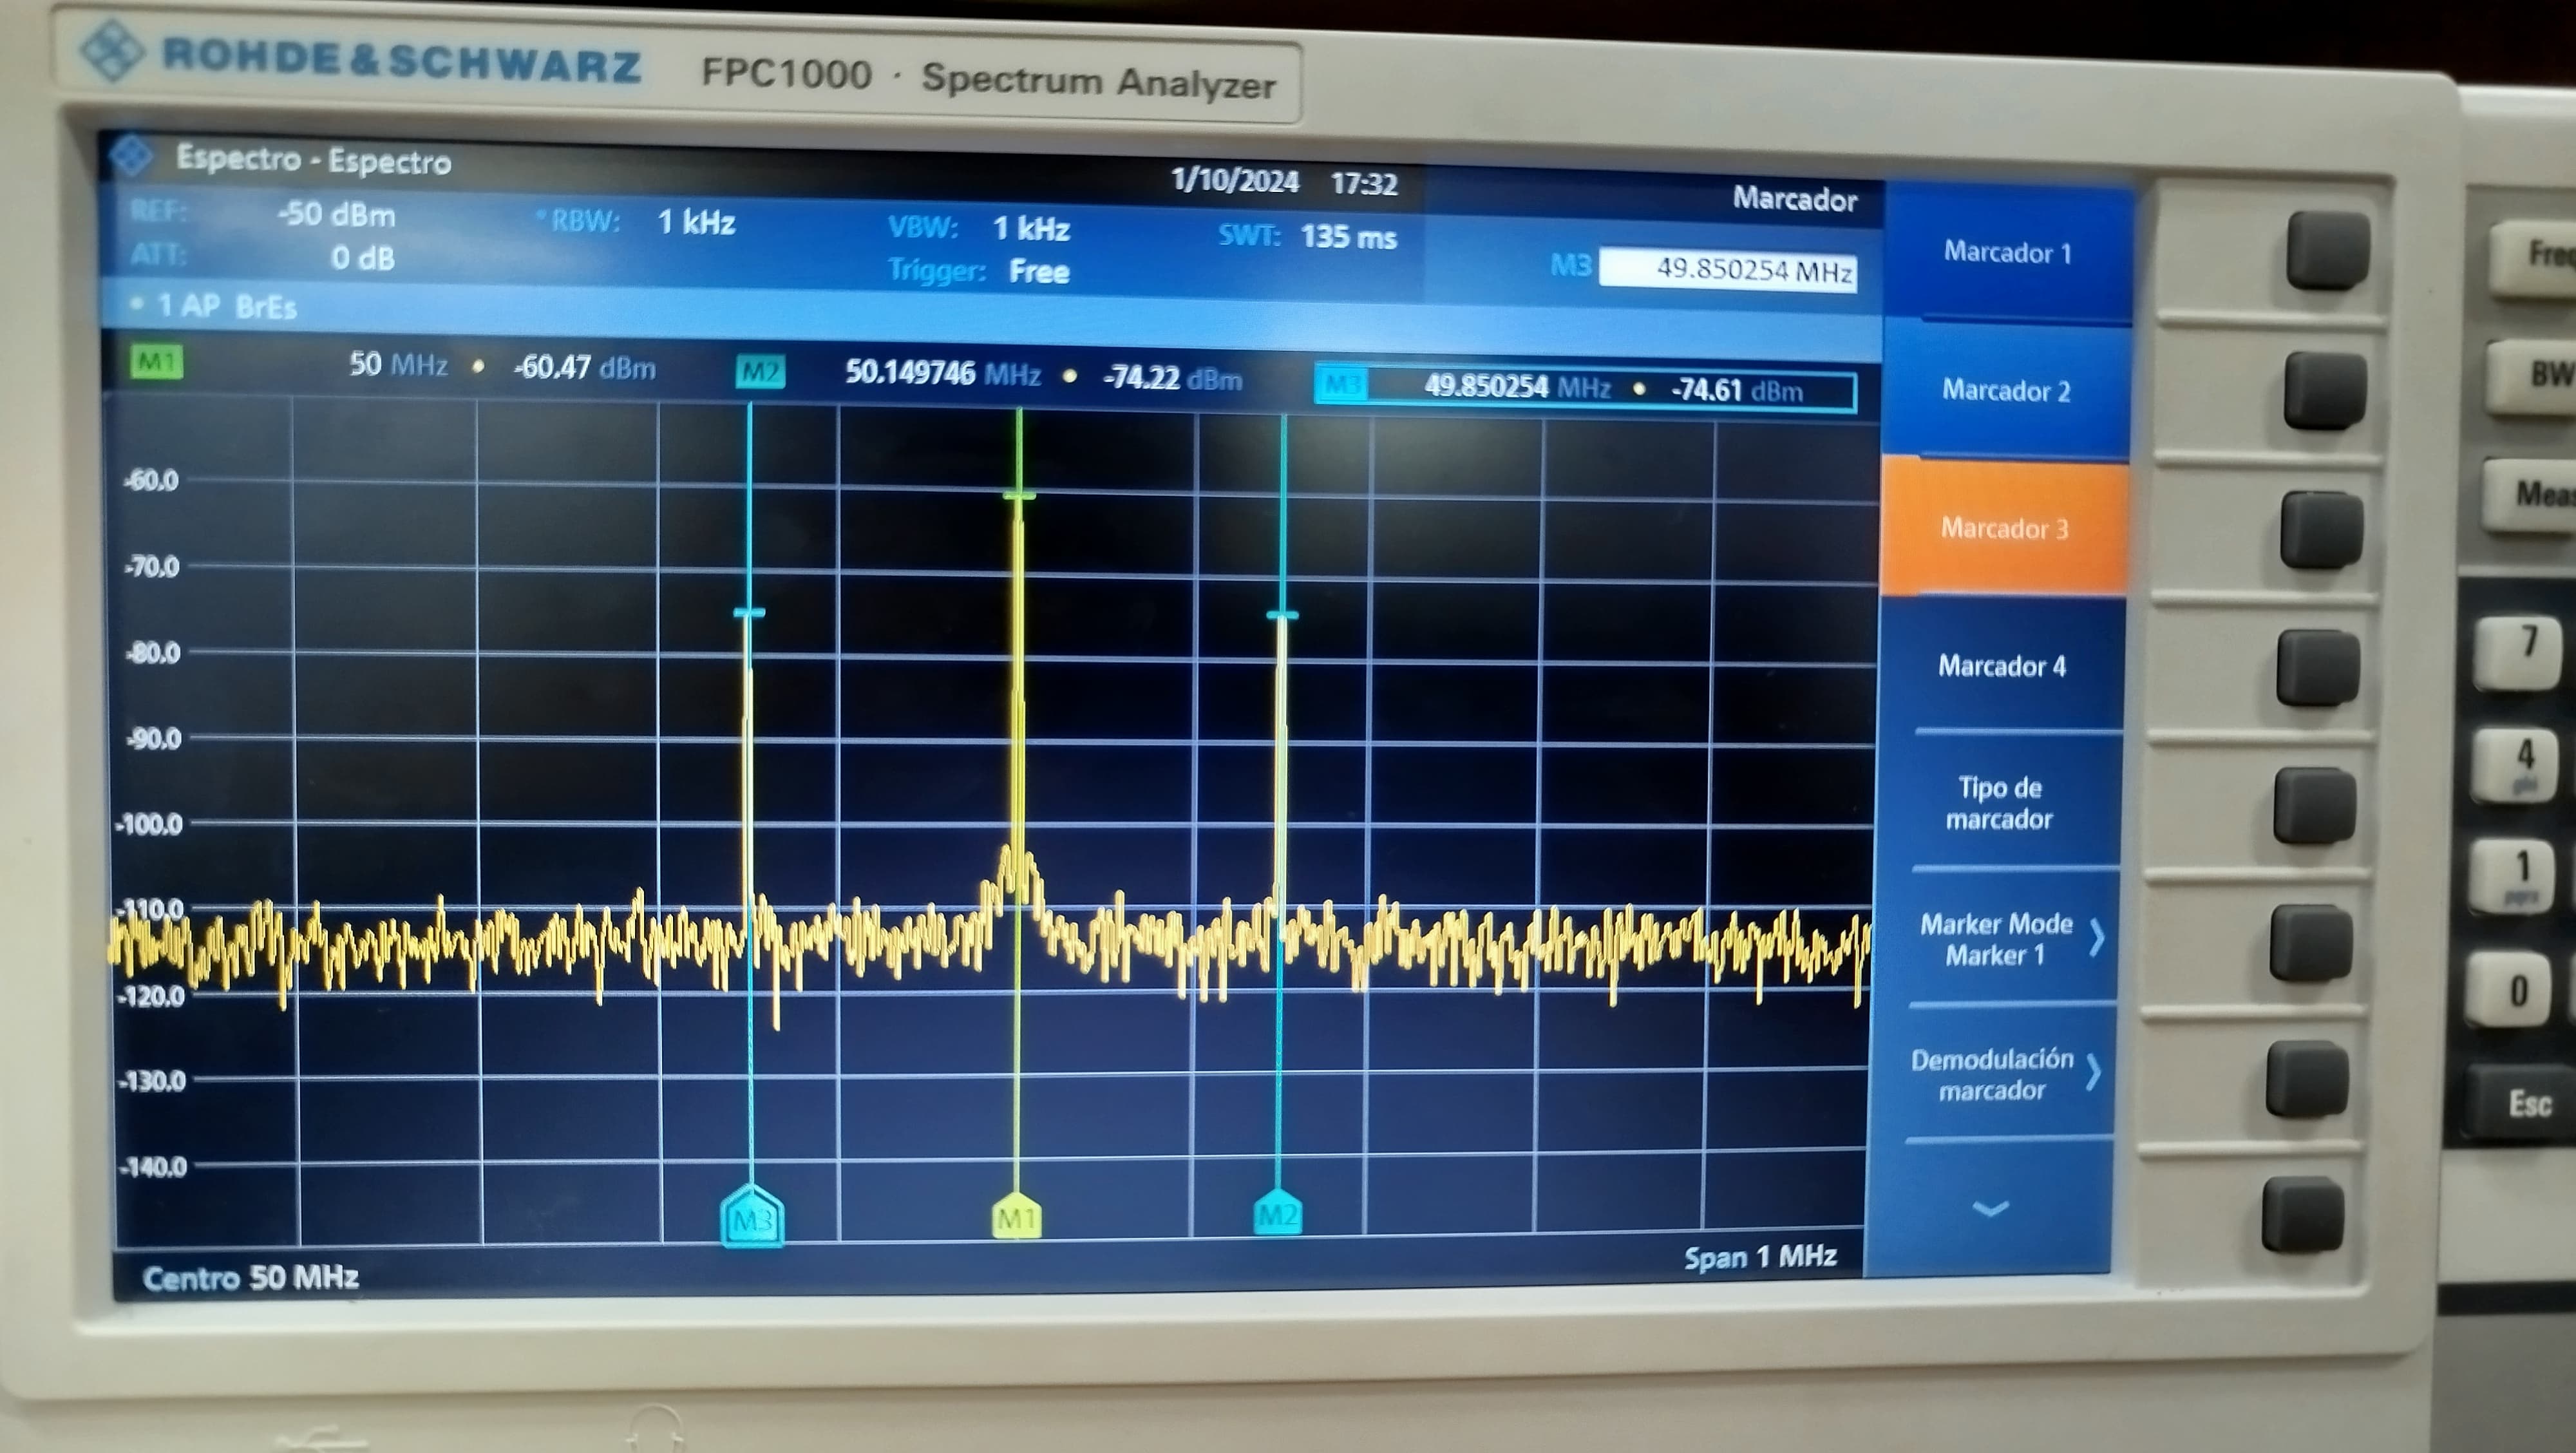 ROHDE&SCHWARZ FPC1000 · Spectrum Analyzer
Espectro - Espectro 1/10/2024 17:32 Marcador
REF: -50 dBm *RBW: 1 kHz VBW: 1 kHz SWT: 135 ms
ATT: 0 dB Trigger: Free M3 49.850254 MHz
• 1 AP BrEs
M1 50 MHz • -60.47 dBm M2 50.149746 MHz • -74.22 dBm M3 49.850254 MHz • -74.61 dBm
-60.0
-70.0
-80.0
-90.0
-100.0
-110.0
-120.0
-130.0
-140.0
M3 M1 M2
Centro 50 MHz Span 1 MHz
Marcador 1
Marcador 2
Marcador 3
Marcador 4
Tipo de
marcador
Marker Mode
Marker 1
Demodulación
marcador
Freq
BW
Meas
7
4
ghi
1
pqrs
0
Esc